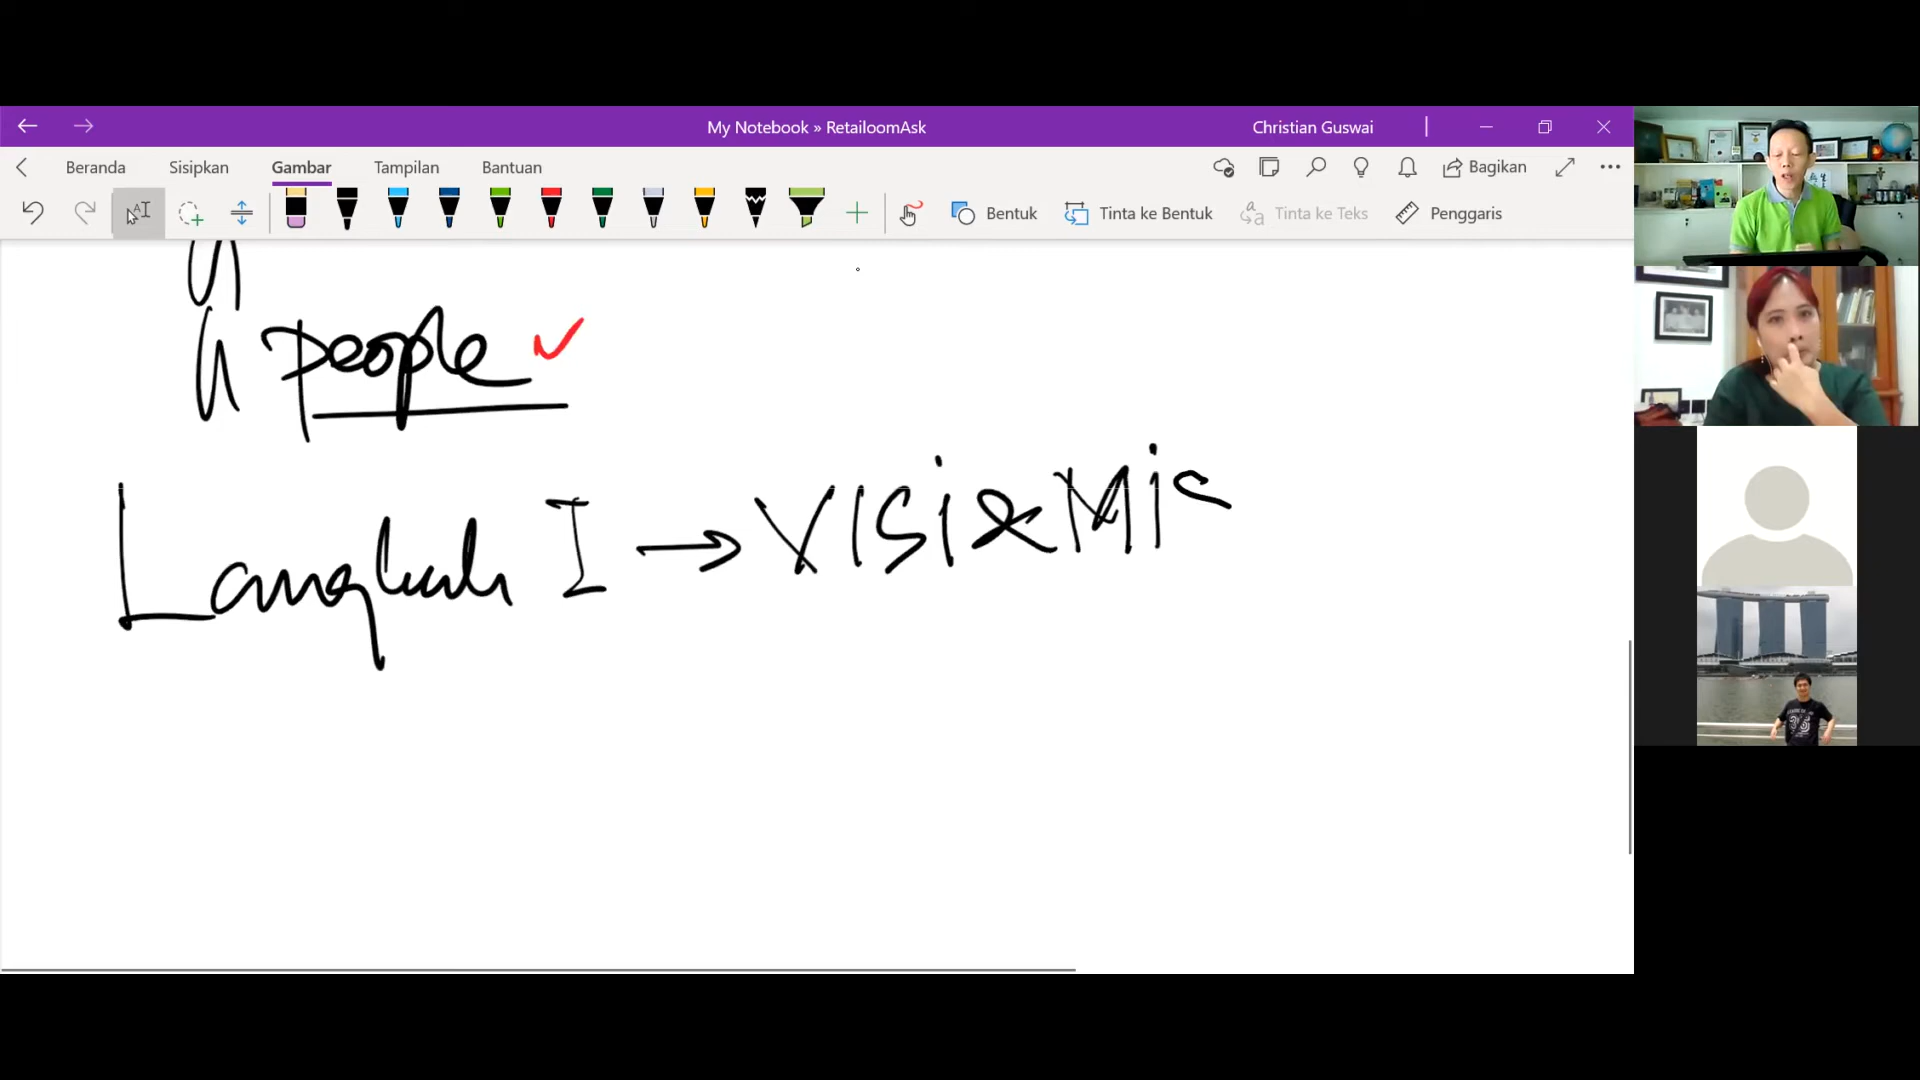 My Notebook » RetailoomAsk
Christian Guswai
Beranda Sisipkan Gambar Tampilan Bantuan
Bagikan
Bentuk Tinta ke Bentuk Tinta ke Teks Penggaris
people
Langkah I → VISi & Mis